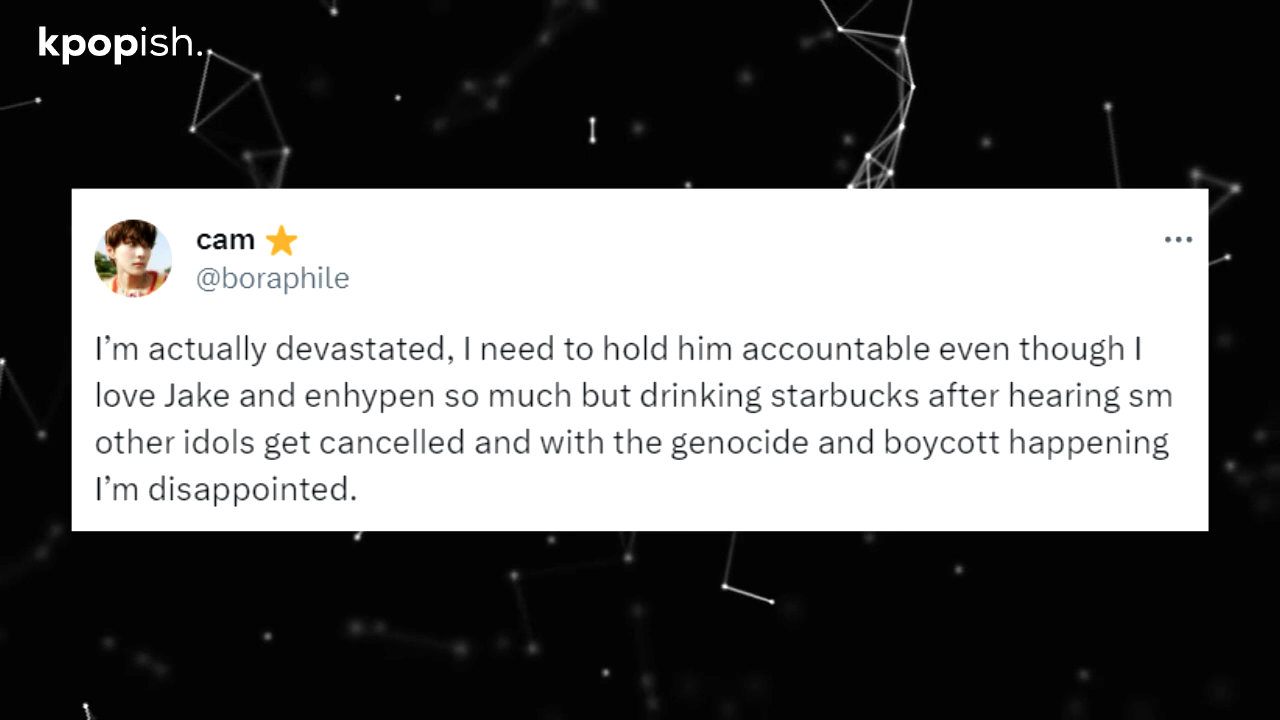 kpopish.
cam ⭐
@boraphile
I’m actually devastated, I need to hold him accountable even though I
love Jake and enhypen so much but drinking starbucks after hearing sm
other idols get cancelled and with the genocide and boycott happening
I’m disappointed.